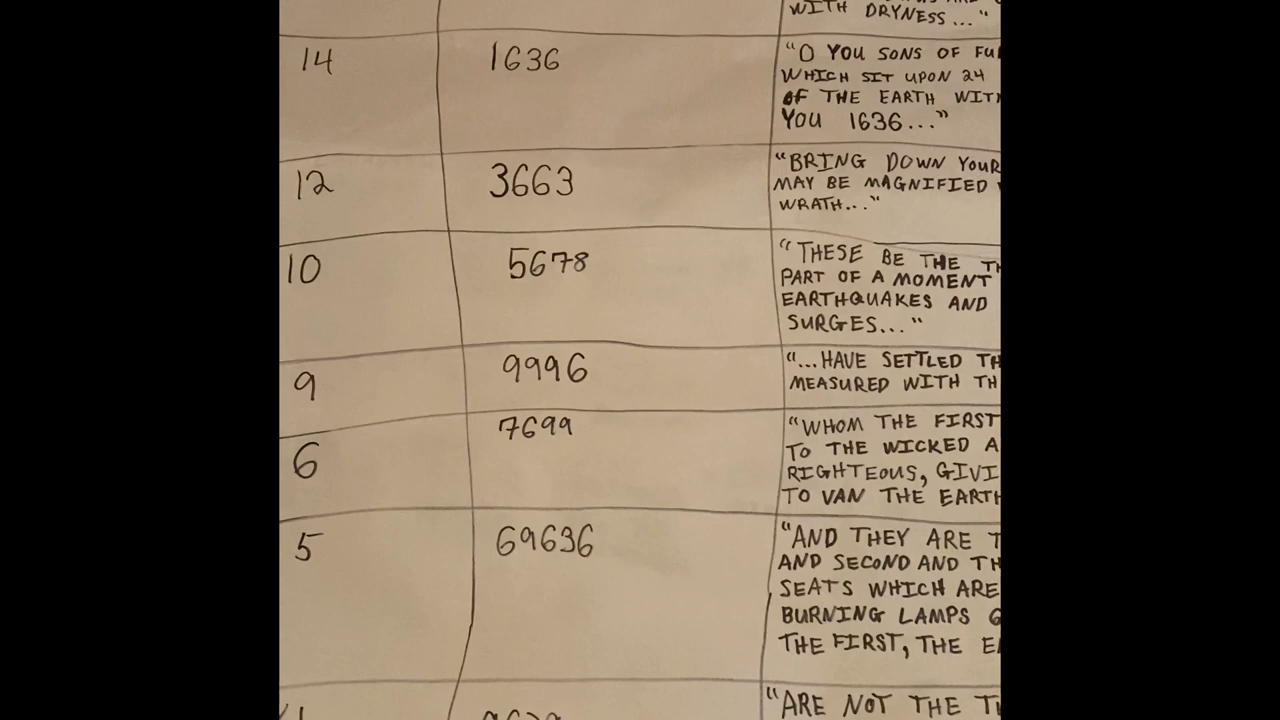 WITH DRYNESS..."
14 1636 "O YOU SONS OF
WHICH SIT UPON 24
OF THE EARTH
YOU 1636..."
12 3663 "BRING DOWN YOUR
MAY BE MAGNIFIED
WRATH..."
10 5678 "THESE BE THE
PART OF A MOMENT
EARTHQUAKES AND
SURGES..."
9 9996 "...HAVE SETTLED
MEASURED WITH
6 7699 "WHOM THE FIRST
TO THE WICKED A
RIGHTEOUS,
TO VAN THE EARTH
5 69636 "AND THEY ARE
AND SECOND AND
SEATS WHICH ARE
BURNING LAMPS
THE FIRST, THE
"ARE NOT THE